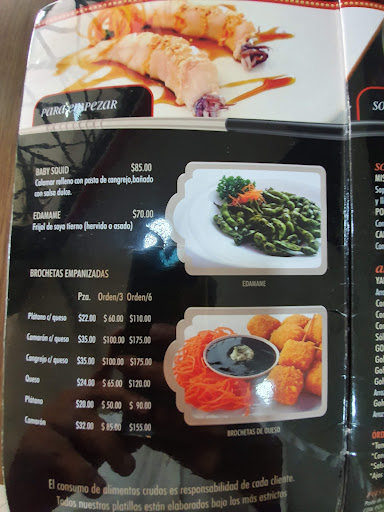 para empezar
BABY SQUID $85.00
Calamar relleno con pasta de cangrejo, bañado
con salsa dulce.
EDAMAME $70.00
Frijol de soya tierno (hervido o asado)
EDAMAME
BROCHETAS EMPANIZADAS
Pza. Orden/3 Orden/6
Plátano c/ queso $22.00 $ 60.00 $110.00
Camarón c/ queso $35.00 $100.00 $175.00
Cangrejo c/ queso $35.00 $100.00 $175.00
Queso $24.00 $ 65.00 $120.00
Plátano $20.00 $ 50.00 $ 90.00
Camarón $32.00 $ 85.00 $155.00
BROCHETAS DE QUESO
El consumo de alimentos crudos es responsabilidad de cada cliente.
Todos nuestros platillos están elaborados bajo los más estrictos